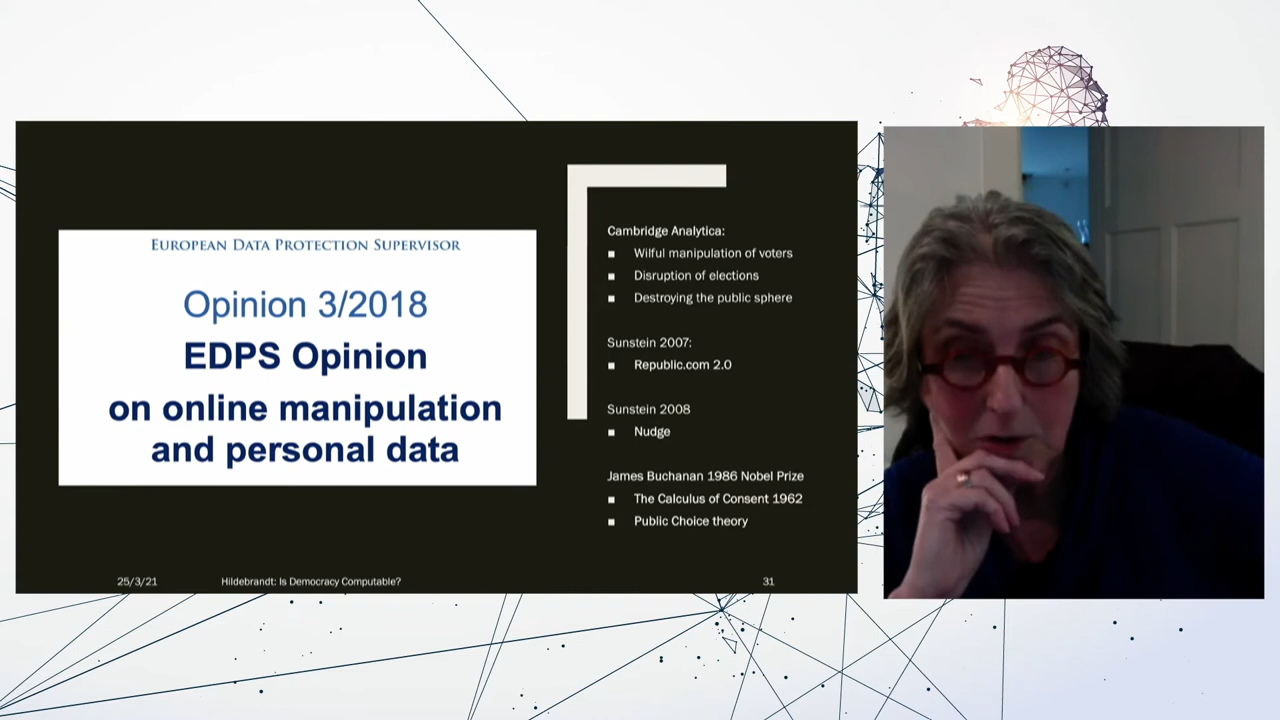 EUROPEAN DATA PROTECTION SUPERVISOR
Opinion 3/2018
EDPS Opinion
on online manipulation
and personal data
Cambridge Analytica:
Wilful manipulation of voters
Disruption of elections
Destroying the public sphere
Sunstein 2007:
Republic.com 2.0
Sunstein 2008
Nudge
James Buchanan 1986 Nobel Prize
The Calculus of Consent 1962
Public Choice theory
25/3/21
Hildebrandt: Is Democracy Computable?
31